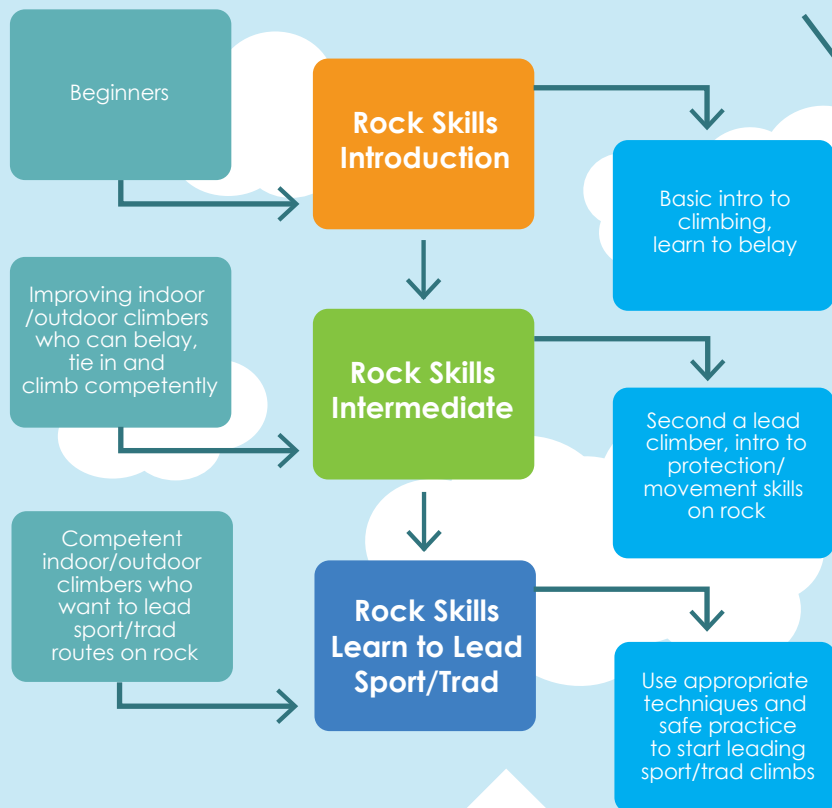 Beginners
Rock Skills
Introduction
Basic intro to
climbing,
learn to belay
Improving indoor
/outdoor climbers
who can belay,
tie in and
climb competently
Rock Skills
Intermediate
Second a lead
climber, intro to
protection/
movement skills
on rock
Competent
indoor/outdoor
climbers who
want to lead
sport/trad
routes on rock
Rock Skills
Learn to Lead
Sport/Trad
Use appropriate
techniques and
safe practice
to start leading
sport/trad climbs